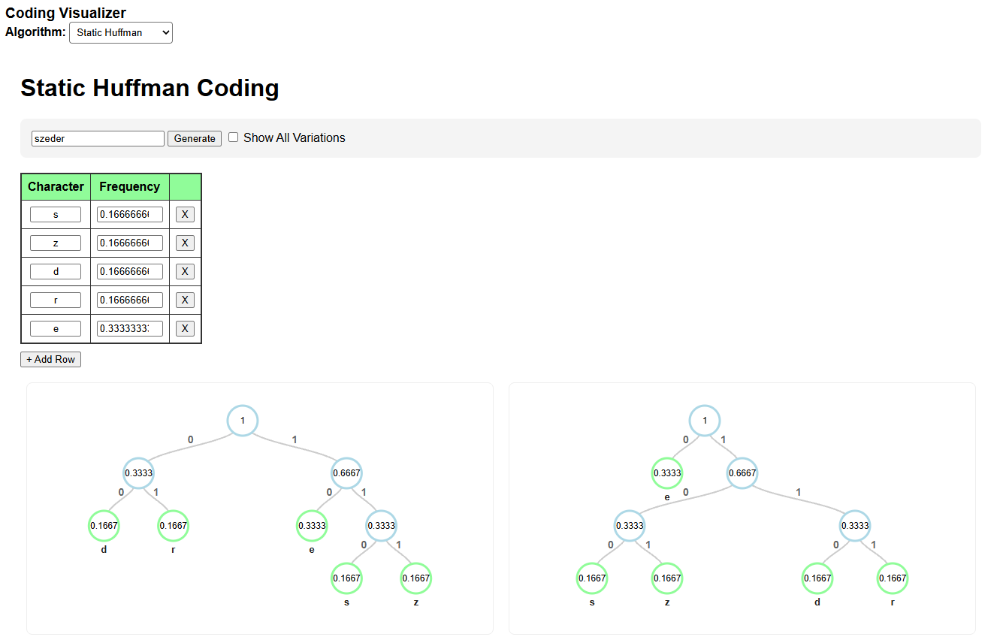 Coding Visualizer
Algorithm: Static Huffman
Static Huffman Coding
szeder Generate Show All Variations
Character Frequency
s 0.16666666 X
z 0.16666666 X
d 0.16666666 X
r 0.16666666 X
e 0.33333333 X
+ Add Row
1
0 1
0.3333 0.6667
0 1 0 1
0.1667 0.1667 0.3333 0.3333
d r e 0 1
0.1667 0.1667
s z
1
0 1
0.3333 0.6667
e 0 1
0.3333 0.3333
0 1 0 1
0.1667 0.1667 0.1667 0.1667
s z d r